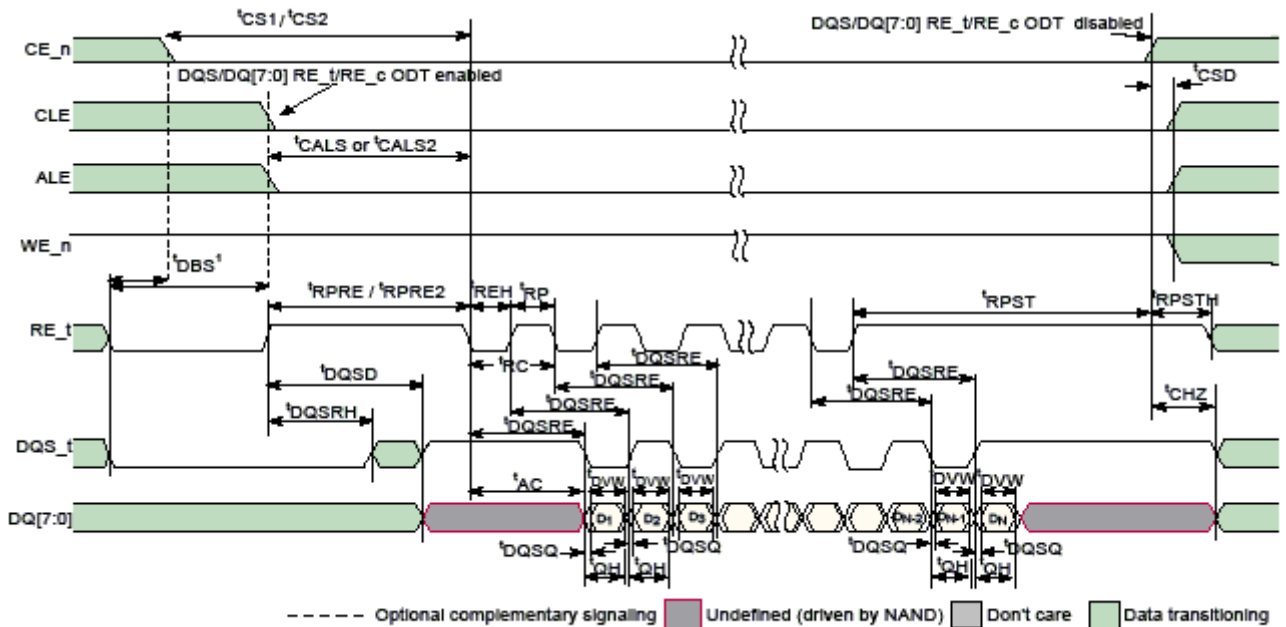 tCS1/tCS2
DQS/DQ[7:0] RE_t/RE_c ODT disabled
CE_n
DQS/DQ[7:0] RE_t/RE_c ODT enabled
tCSD
CLE
tCALS or tCALS2
ALE
WE_n
tDBS1
tRPRE / tRPRE2
tREH
tRP
tRPST
tRPSTH
RE_t
tRC
tDQSRE
tDQSRE
tDQSD
tDQSRE
tDQSRE
tDQSRE
tCHZ
tDQSRH
tDQSRE
DQS_t
tAC
tDVW
tDVW
tDVW
tDVW
tDVW
DQ[7:0]
D1
D2
D3
DN-2
DN-1
DN
tDQSQ
tDQSQ
tDQSQ
tDQSQ
tQH
tQH
tQH
tQH
Optional complementary signaling
Undefined (driven by NAND)
Don't care
Data transitioning